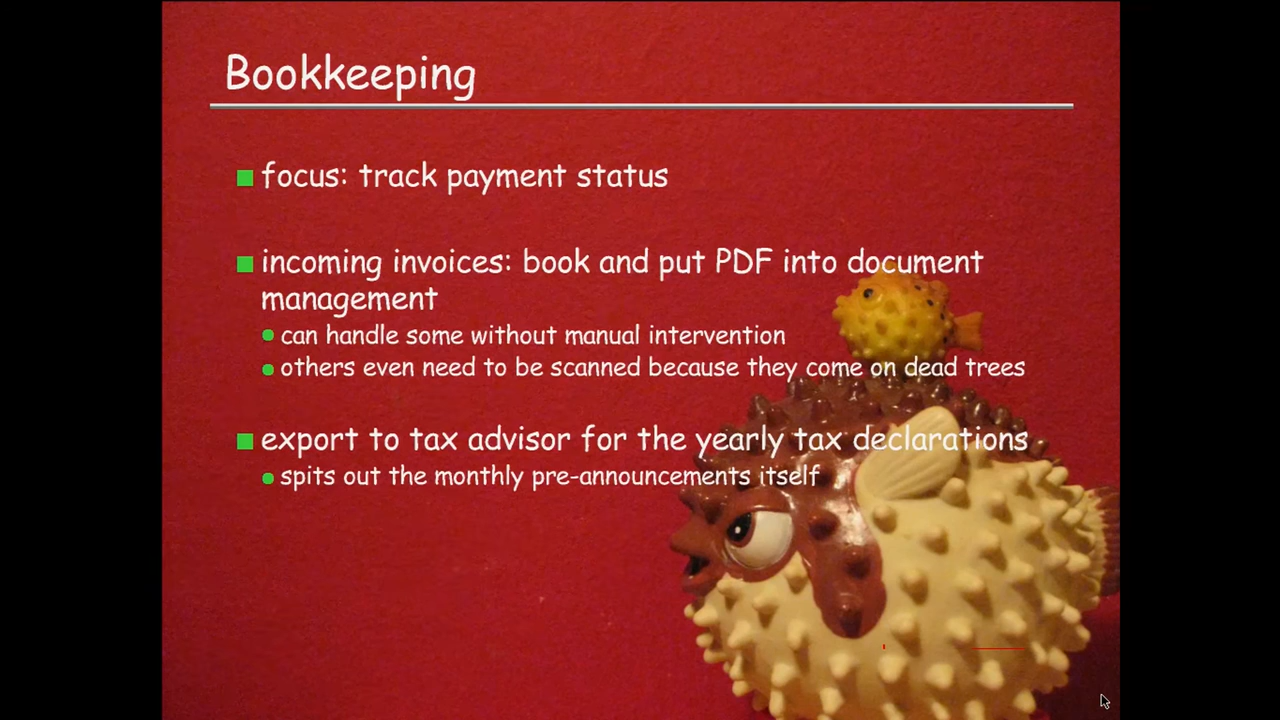 Bookkeeping
focus: track payment status
incoming invoices: book and put PDF into document
management
can handle some without manual intervention
others even need to be scanned because they come on dead trees
export to tax advisor for the yearly tax declarations
spits out the monthly pre-announcements itself